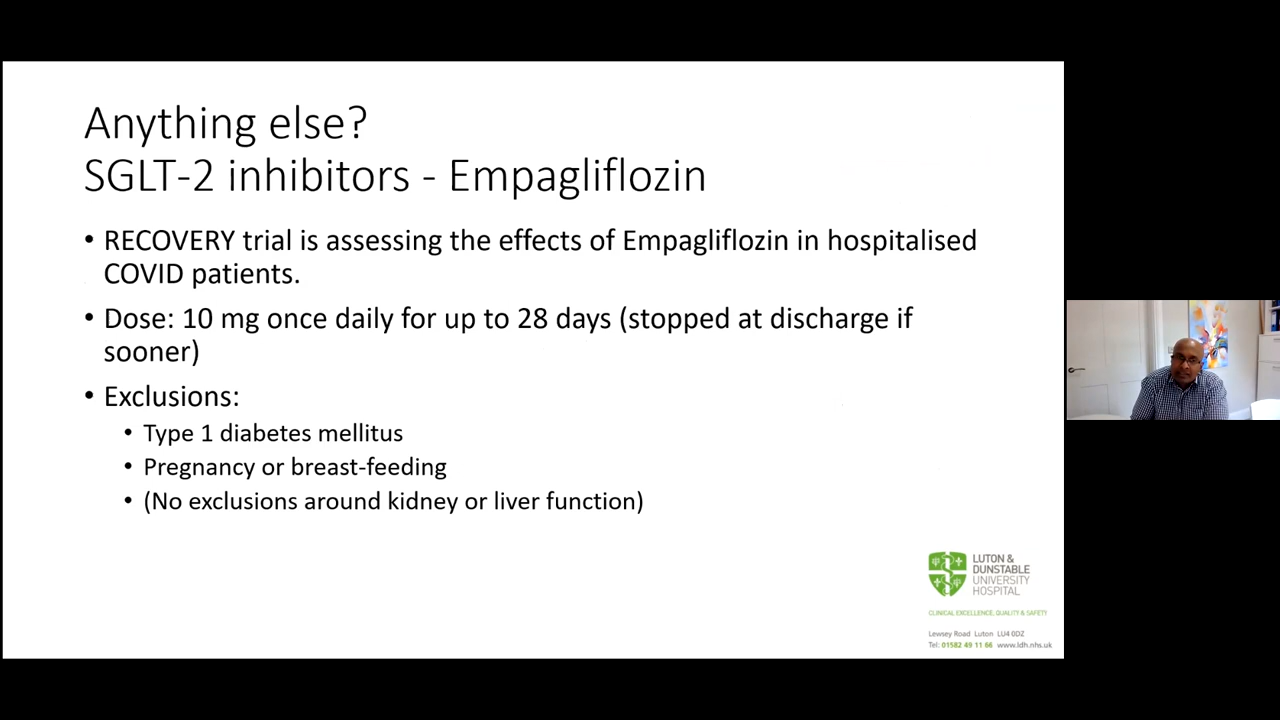 Anything else?
SGLT-2 inhibitors - Empagliflozin
• RECOVERY trial is assessing the effects of Empagliflozin in hospitalised
COVID patients.
• Dose: 10 mg once daily for up to 28 days (stopped at discharge if
sooner)
• Exclusions:
• Type 1 diabetes mellitus
• Pregnancy or breast-feeding
• (No exclusions around kidney or liver function)
LUTON &
DUNSTABLE
UNIVERSITY
HOSPITAL
CLINICAL EXCELLENCE, QUALITY & SAFETY
Lewsey Road Luton LU4 0DZ
Tel: 01582 49 11 66 www.ldh.nhs.uk